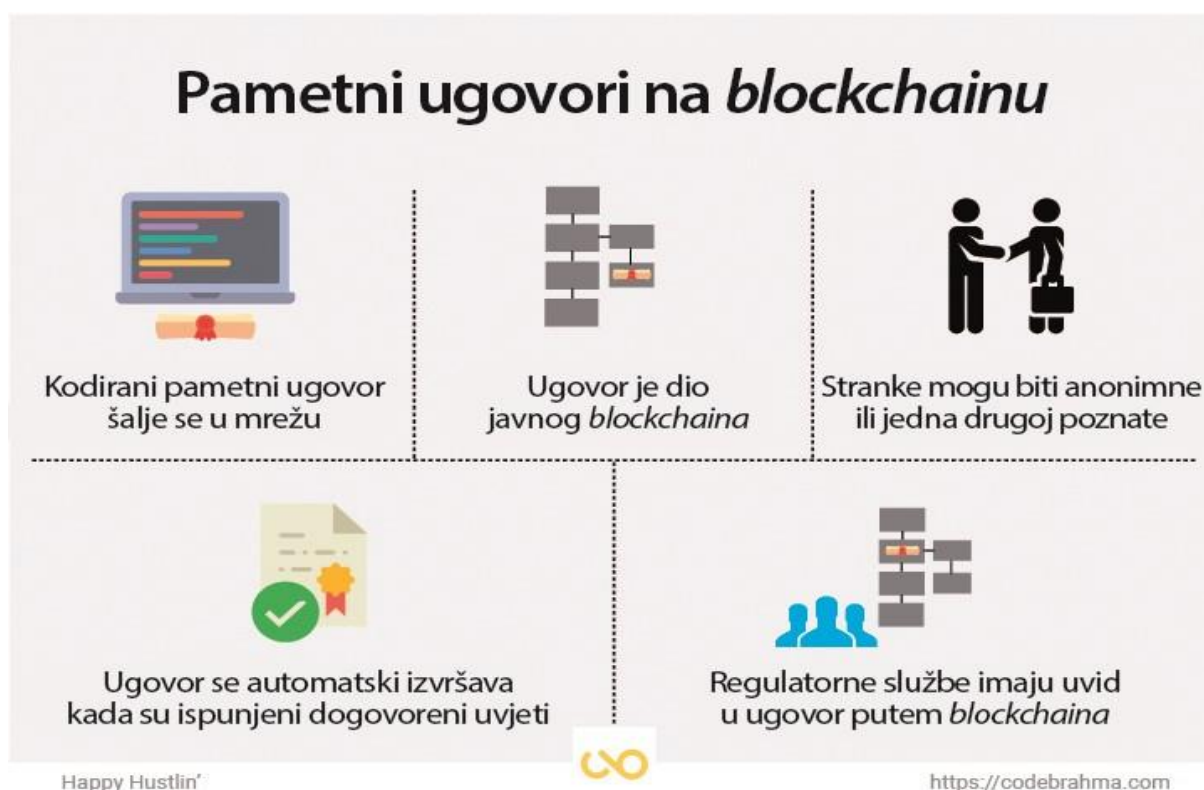 Pametni ugovori na blockchainu
Kodirani pametni ugovor
šalje se u mrežu
Ugovor je dio
javnog blockchaina
Stranke mogu biti anonimne
ili jedna drugoj poznate
Ugovor se automatski izvršava
kada su ispunjeni dogovoreni uvjeti
Regulatorne službe imaju uvid
u ugovor putem blockchaina
Happy Hustlin'
https://codebrahma.com